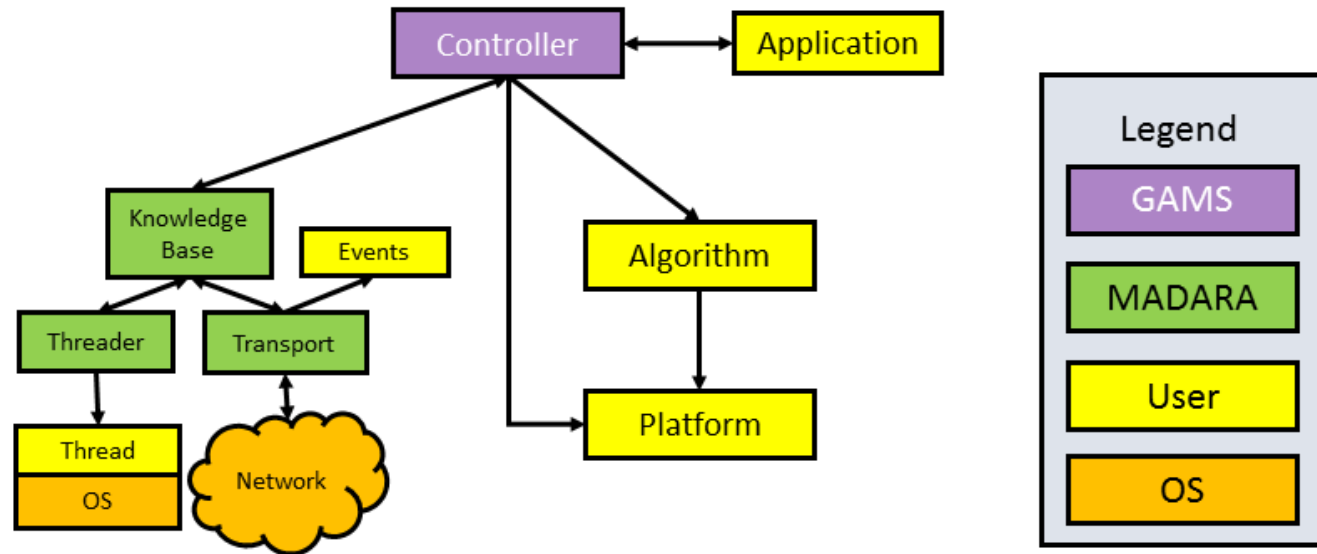 Controller
Application
Legend
GAMS
Knowledge
Base
Events
Algorithm
MADARA
Threader
Transport
User
Platform
Thread
Network
OS
OS